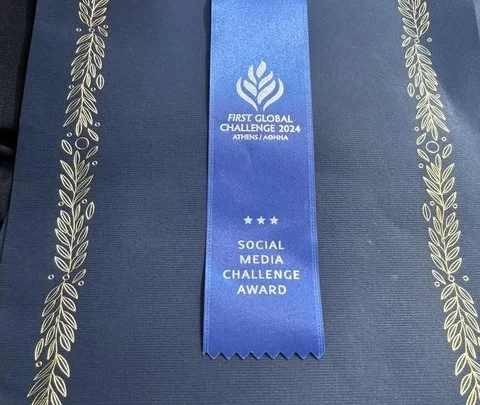 FIRST GLOBAL
CHALLENGE 2024
ATHENS / ΑΘΗΝΑ
SOCIAL
MEDIA
CHALLENGE
AWARD